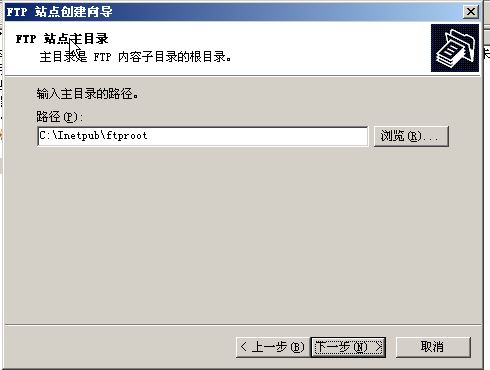 FTP 站点创建向导
FTP 站点主目录
主目录是 FTP 内容子目录的根目录。
输入主目录的路径。
路径(P):
C:\Inetpub\ftproot
浏览(R)...
< 上一步(B)
下一步(N) >
取消